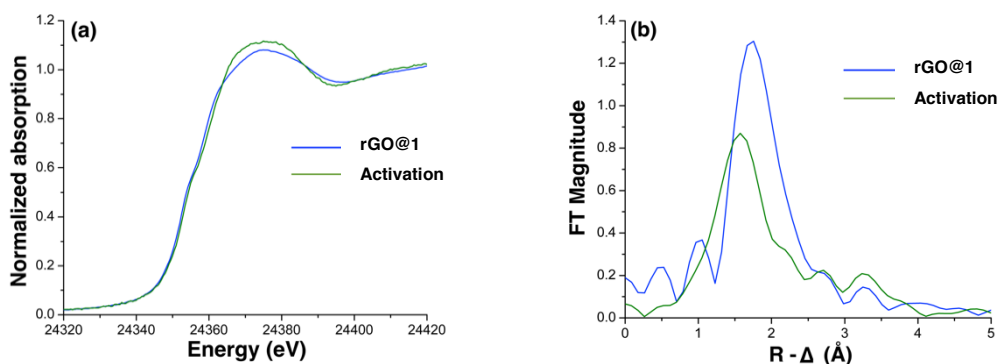 (a)
1.2
1.0
0.8
0.6
0.4
0.2
0.0
Normalized absorption
rGO@1
Activation
24320 24340 24360 24380 24400 24420
Energy (eV)
(b)
1.4
1.2
1.0
0.8
0.6
0.4
0.2
0.0
FT Magnitude
rGO@1
Activation
0 1 2 3 4 5
R - Δ (Å)